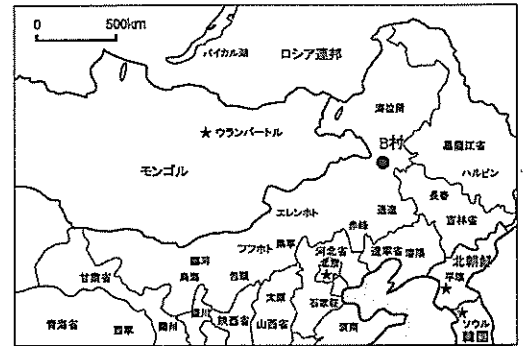 0 500km
バイカル湖
ロシア連邦
海拉爾
★ウランバートル
B村
黒龍江省
モンゴル
ハルビン
長春
エレンホト
通遼
吉林省
赤峰
フフホト
集寧
河北省
遼寧省
瀋陽
北朝鮮
臨河
北京
平壌
甘粛省
烏海
包頭
大原
石家荘
ソウル
銀川
陝西省
山西省
済南
韓国
青海省
西寧
蘭州